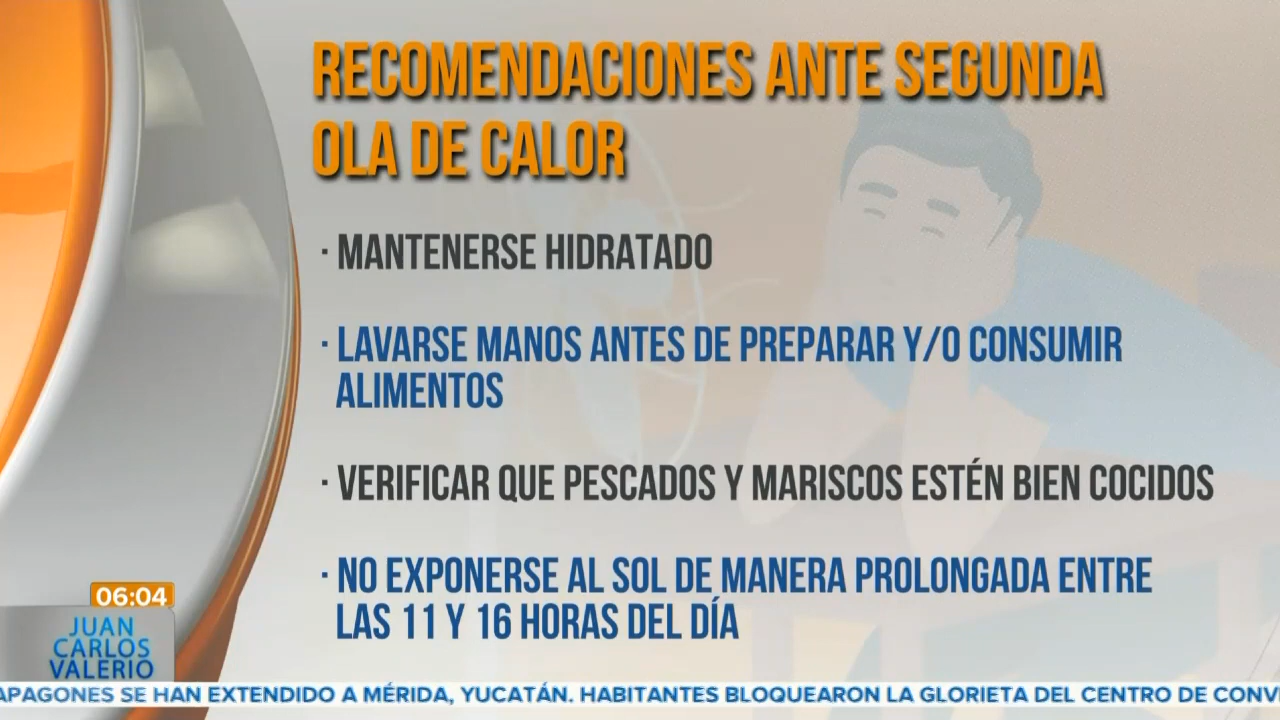 RECOMENDACIONES ANTE SEGUNDA
OLA DE CALOR
· MANTENERSE HIDRATADO
· LAVARSE MANOS ANTES DE PREPARAR Y/O CONSUMIR
ALIMENTOS
· VERIFICAR QUE PESCADOS Y MARISCOS ESTÉN BIEN COCIDOS
· NO EXPONERSE AL SOL DE MANERA PROLONGADA ENTRE
LAS 11 Y 16 HORAS DEL DÍA
06:04
JUAN
CARLOS
VALERIO
APAGONES SE HAN EXTENDIDO A MÉRIDA, YUCATÁN. HABITANTES BLOQUEARON LA GLORIETA DEL CENTRO DE CONV